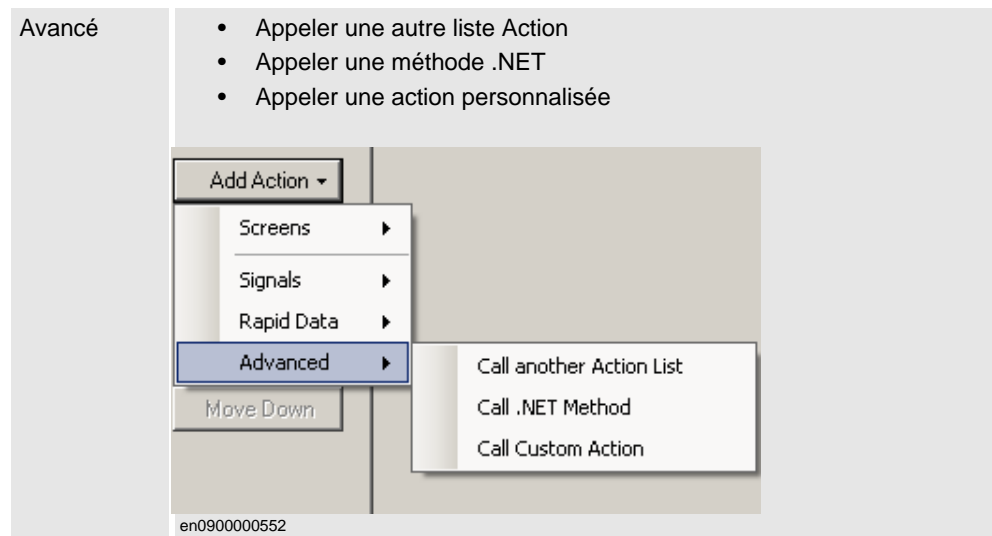 Avancé
• Appeler une autre liste Action
• Appeler une méthode .NET
• Appeler une action personnalisée
Add Action
Screens
Signals
Rapid Data
Advanced
Call another Action List
Move Down
Call .NET Method
Call Custom Action
en0900000552